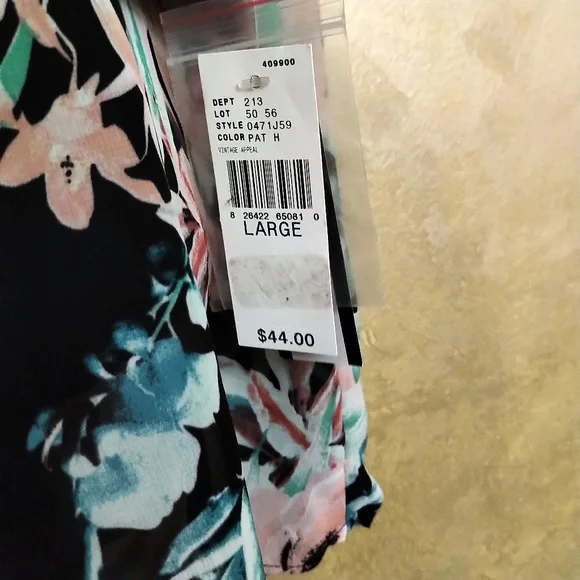 409900
DEPT 213
LOT 50 56
STYLE 0471J59
COLOR PAT H
VINTAGE APPEAL
8 26422 65081 0
LARGE
$44.00